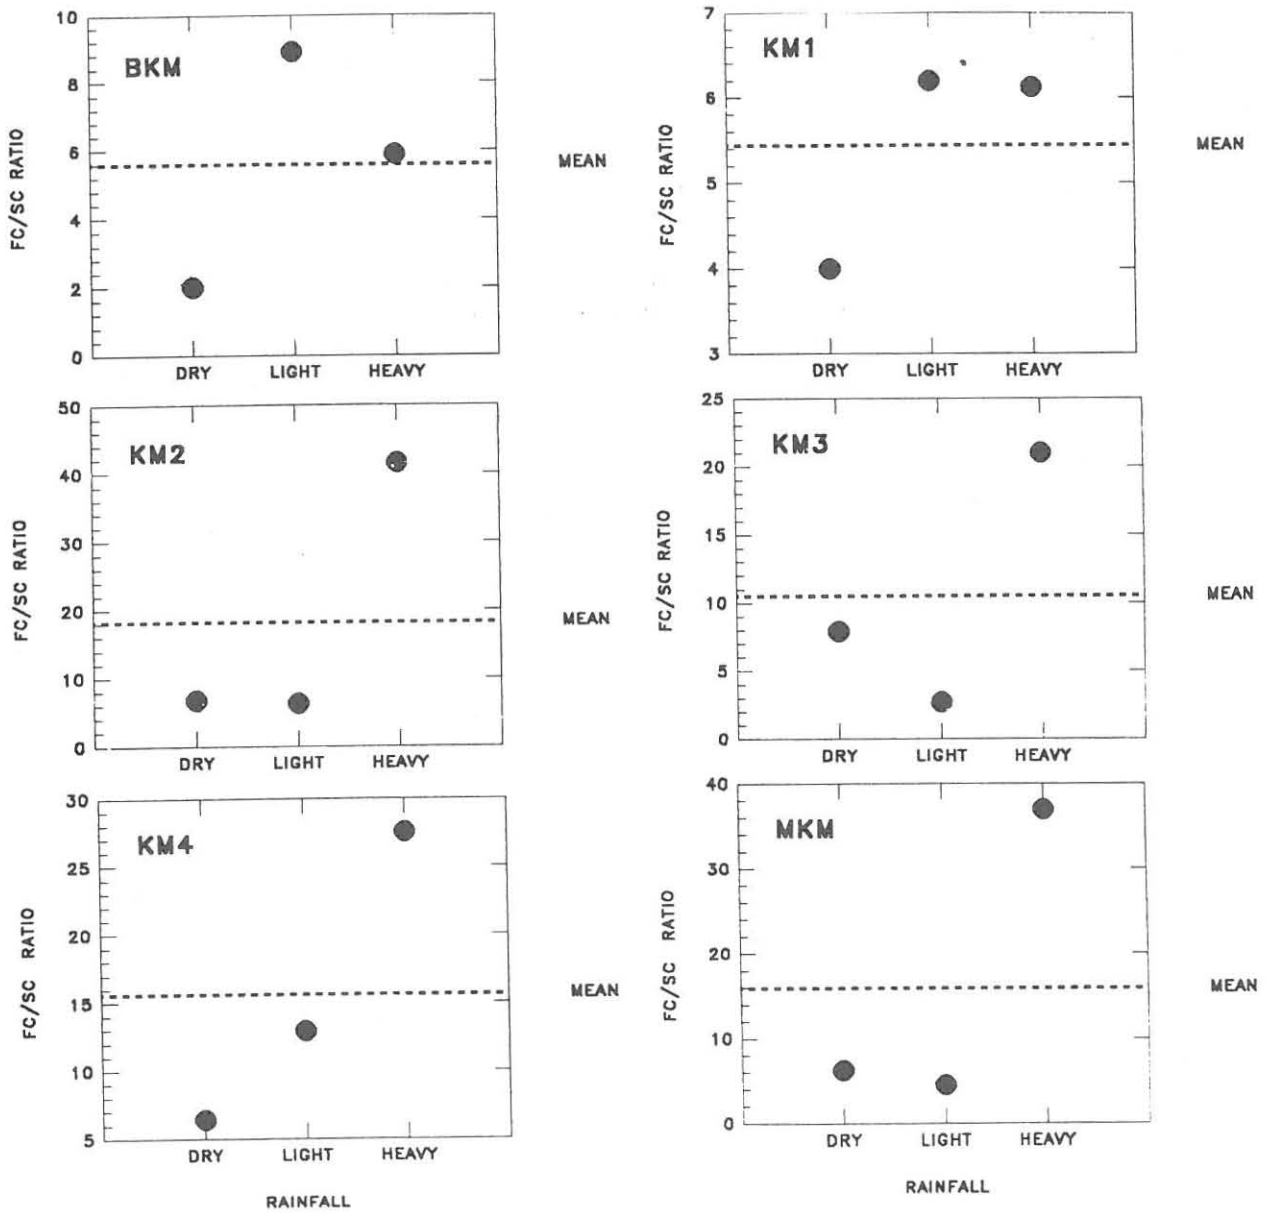 BKM
FC/SC RATIO
10
8
6
4
2
0
DRY LIGHT HEAVY
MEAN
KM1
FC/SC RATIO
7
6
5
4
3
DRY LIGHT HEAVY
MEAN
KM2
FC/SC RATIO
50
40
30
20
10
0
DRY LIGHT HEAVY
MEAN
KM3
FC/SC RATIO
25
20
15
10
5
0
DRY LIGHT HEAVY
MEAN
KM4
FC/SC RATIO
30
25
20
15
10
5
DRY LIGHT HEAVY
RAINFALL
MEAN
MKM
FC/SC RATIO
40
30
20
10
0
DRY LIGHT HEAVY
RAINFALL
MEAN